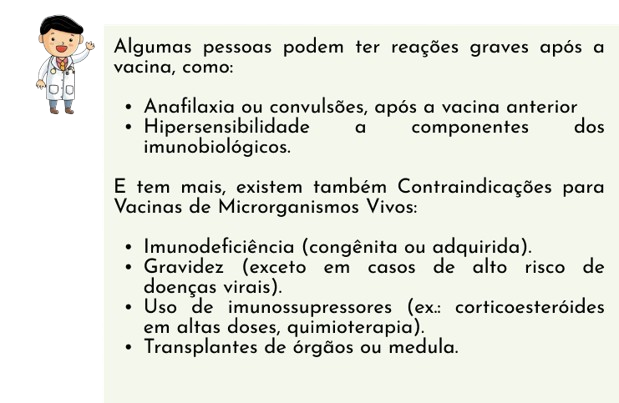 Algumas pessoas podem ter reações graves após a
vacina, como:
• Anafilaxia ou convulsões, após a vacina anterior
• Hipersensibilidade a componentes dos
imunobiológicos.
E tem mais, existem também Contraindicações para
Vacinas de Microrganismos Vivos:
• Imunodeficiência (congênita ou adquirida).
• Gravidez (exceto em casos de alto risco de
doenças virais).
• Uso de imunossupressores (ex.: corticoesteróides
em altas doses, quimioterapia).
• Transplantes de órgãos ou medula.